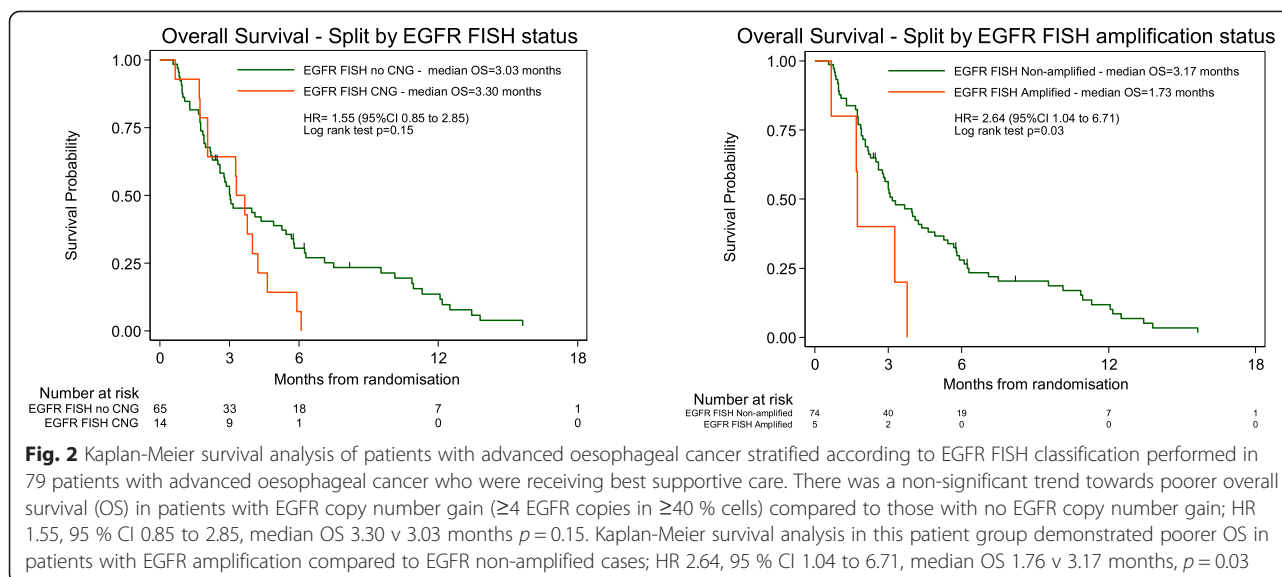 Overall Survival - Split by EGFR FISH status
1.00
0.75
0.50
0.25
0.00
Survival Probability
EGFR FISH no CNG - median OS=3.03 months
EGFR FISH CNG - median OS=3.30 months
HR= 1.55 (95%CI 0.85 to 2.85)
Log rank test p=0.15
0 3 6 12 18
Months from randomisation
Number at risk
EGFR FISH no CNG 65 33 18 7 1
EGFR FISH CNG 14 9 1 0 0
Overall Survival - Split by EGFR FISH amplification status
1.00
0.75
0.50
0.25
0.00
Survival Probability
EGFR FISH Non-amplified - median OS=3.17 months
EGFR FISH Amplified - median OS=1.73 months
HR= 2.64 (95%CI 1.04 to 6.71)
Log rank test p=0.03
0 3 6 12 18
Months from randomisation
Number at risk
EGFR FISH Non-amplified 74 40 19 7 1
EGFR FISH Amplified 5 2 0 0 0
Fig. 2 Kaplan-Meier survival analysis of patients with advanced oesophageal cancer stratified according to EGFR FISH classification performed in
79 patients with advanced oesophageal cancer who were receiving best supportive care. There was a non-significant trend towards poorer overall
survival (OS) in patients with EGFR copy number gain (≥4 EGFR copies in ≥40 % cells) compared to those with no EGFR copy number gain; HR
1.55, 95 % CI 0.85 to 2.85, median OS 3.30 v 3.03 months p = 0.15. Kaplan-Meier survival analysis in this patient group demonstrated poorer OS in
patients with EGFR amplification compared to EGFR non-amplified cases; HR 2.64, 95 % CI 1.04 to 6.71, median OS 1.76 v 3.17 months, p = 0.03